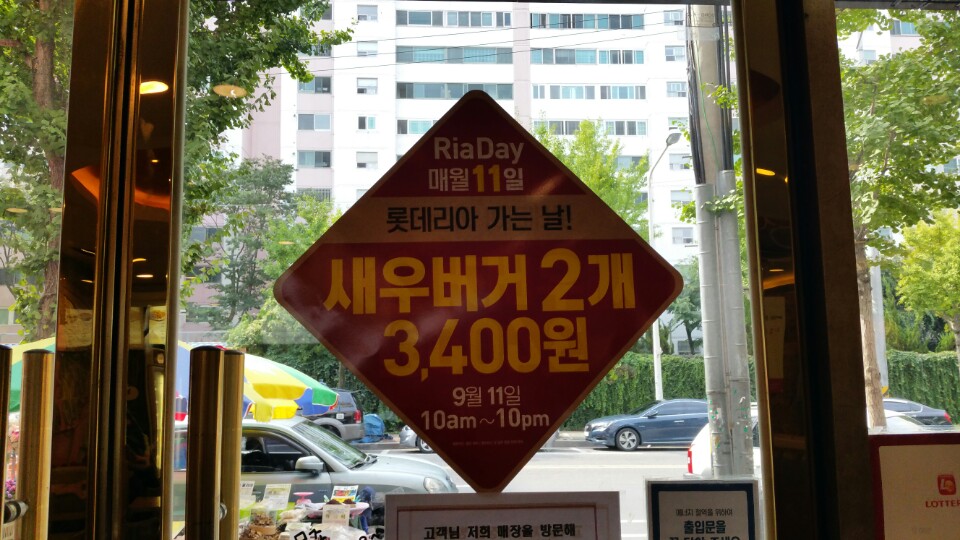 RiaDay
매월 11일
롯데리아 가는 날!
새우버거 2개
3,400원
9월 11일
10am~10pm
고객님 저희 매장을 방문해
출입문을
LOTTE